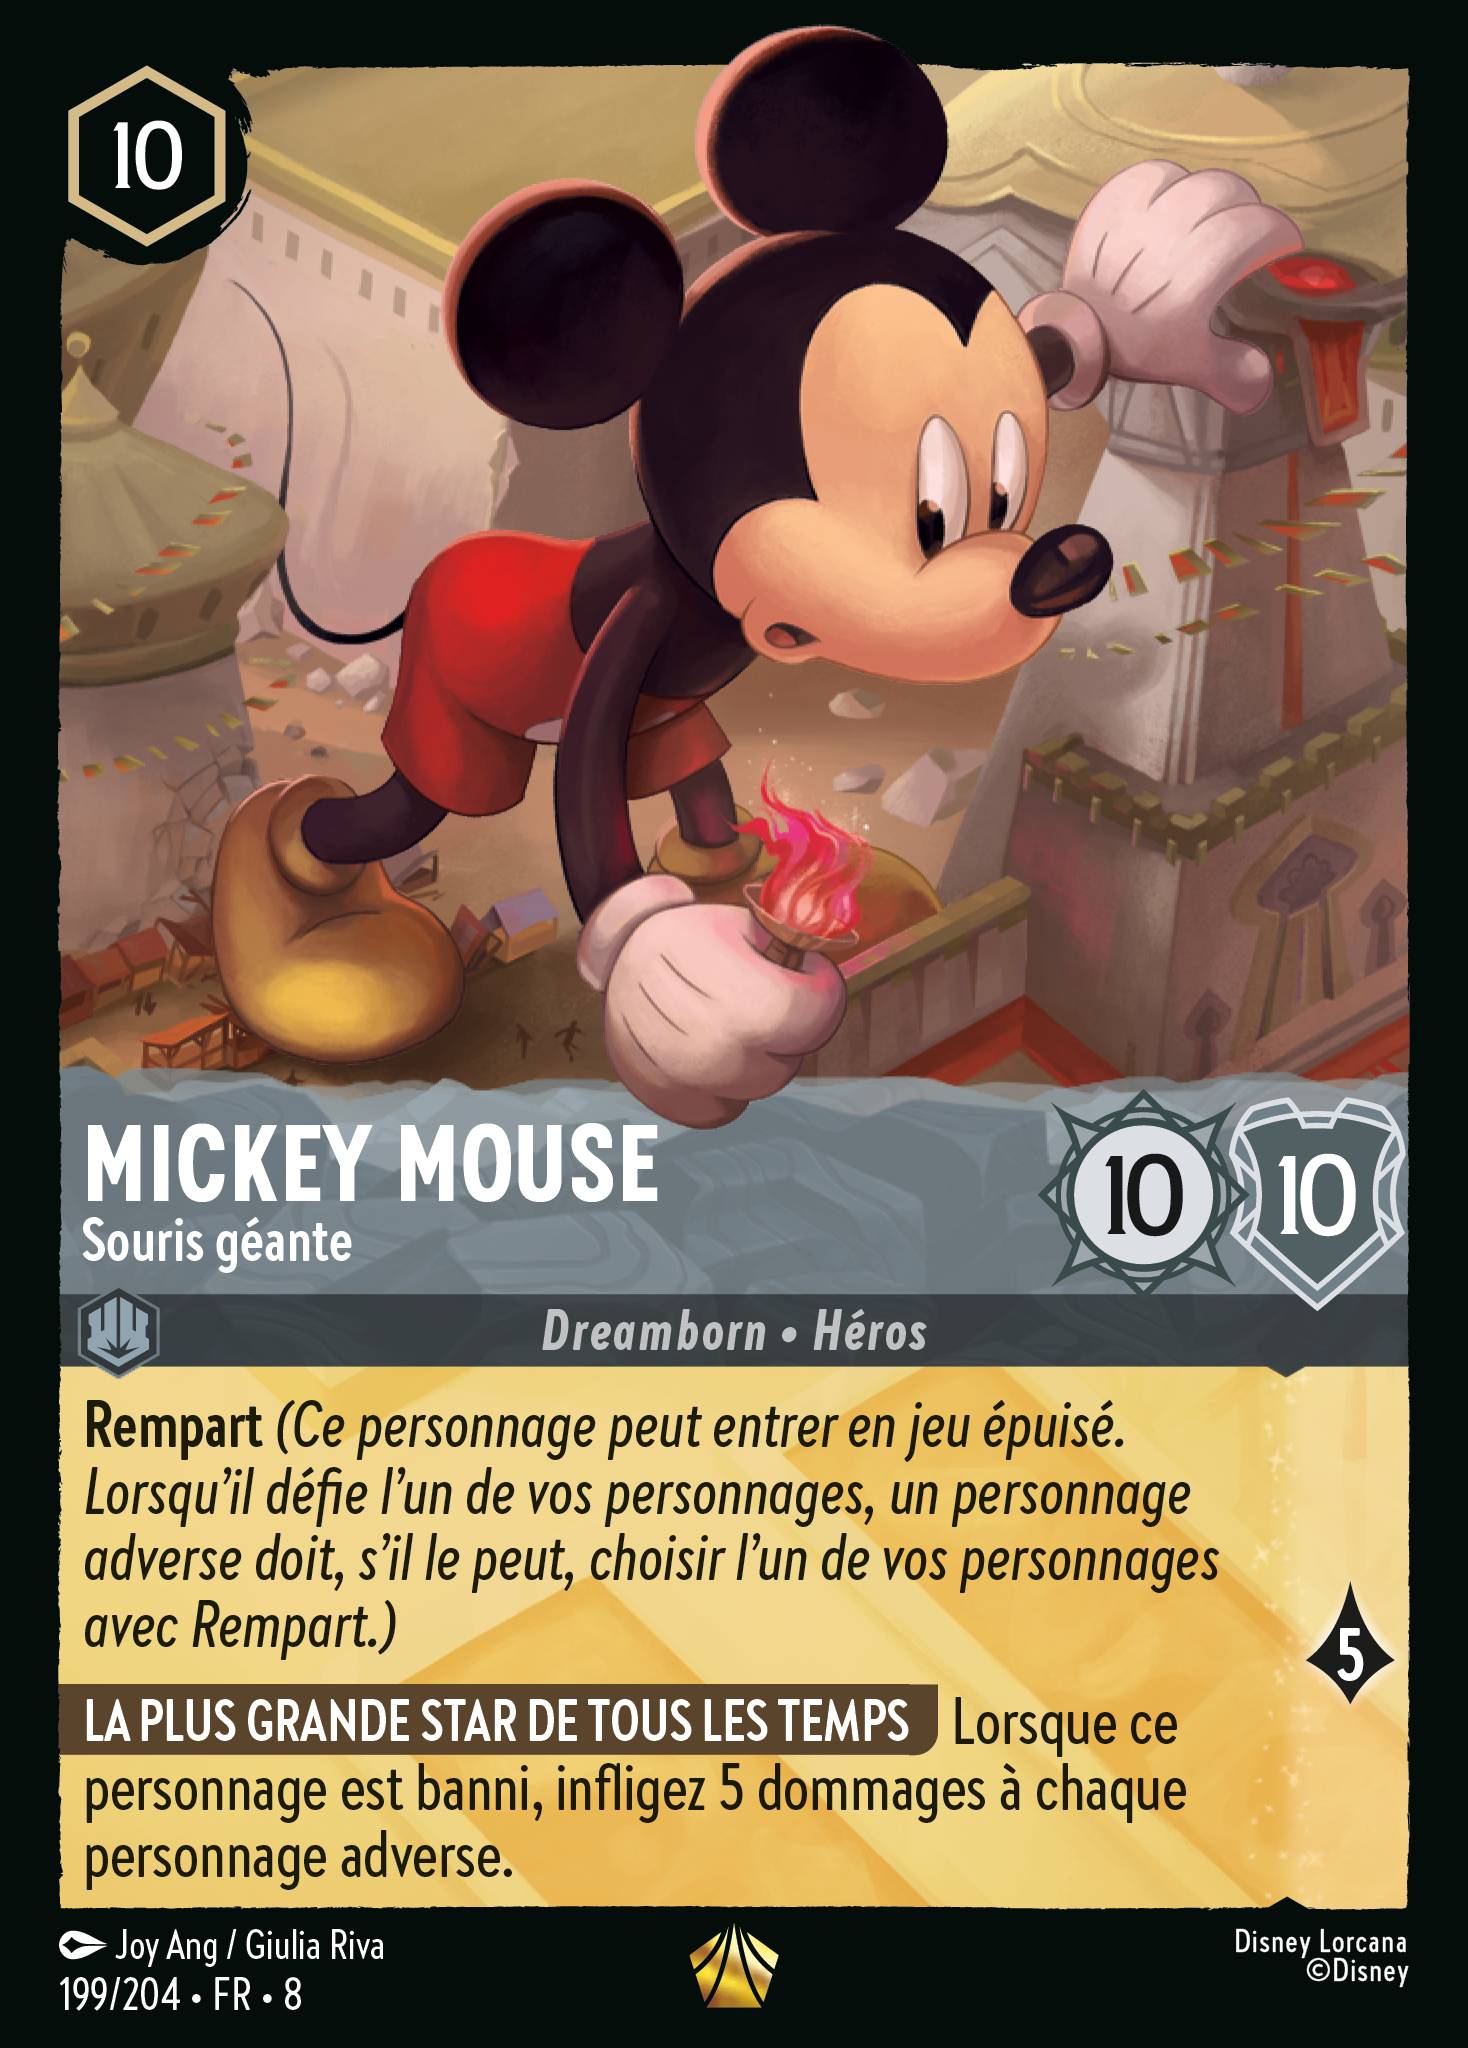 10
MICKEY MOUSE
Souris géante
10
10
Dreamborn • Héros
Rempart (Ce personnage peut entrer en jeu épuisé.
Lorsqu’il défie l’un de vos personnages, un personnage
adverse doit, s’il le peut, choisir l’un de vos personnages
avec Rempart.)
5
LA PLUS GRANDE STAR DE TOUS LES TEMPS Lorsque ce
personnage est banni, infligez 5 dommages à chaque
personnage adverse.
Joy Ang / Giulia Riva
199/204 • FR • 8
Disney Lorcana
©Disney